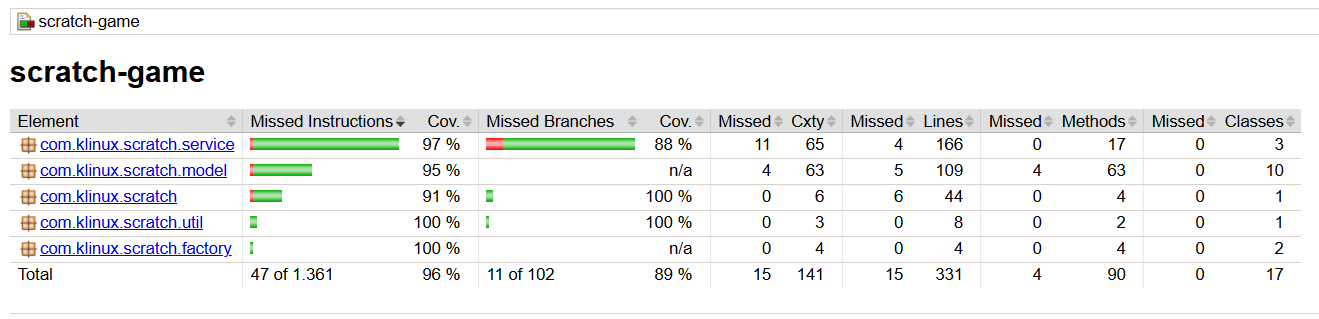 scratch-game
scratch-game
Element Missed Instructions Cov. Missed Branches Cov. Missed Cxty Missed Lines Missed Methods Missed Classes
com.klinux.scratch.service 97 % 88 % 11 65 4 166 0 17 0 3
com.klinux.scratch.model 95 % n/a 4 63 5 109 4 63 0 10
com.klinux.scratch 91 % 100 % 0 6 6 44 0 4 0 1
com.klinux.scratch.util 100 % 100 % 0 3 0 8 0 2 0 1
com.klinux.scratch.factory 100 % n/a 0 4 0 4 0 4 0 2
Total 47 of 1.361 96 % 11 of 102 89 % 15 141 15 331 4 90 0 17